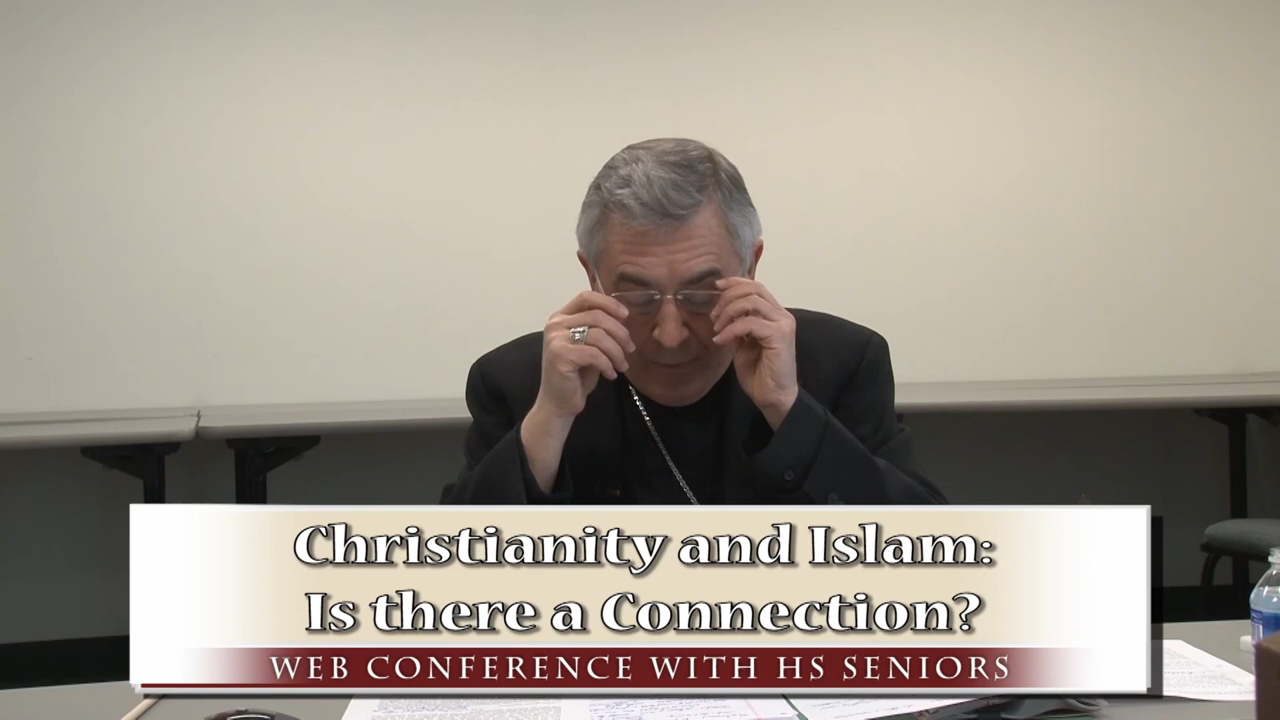 Christianity and Islam:
Is there a Connection?
WEB CONFERENCE WITH HS SENIORS